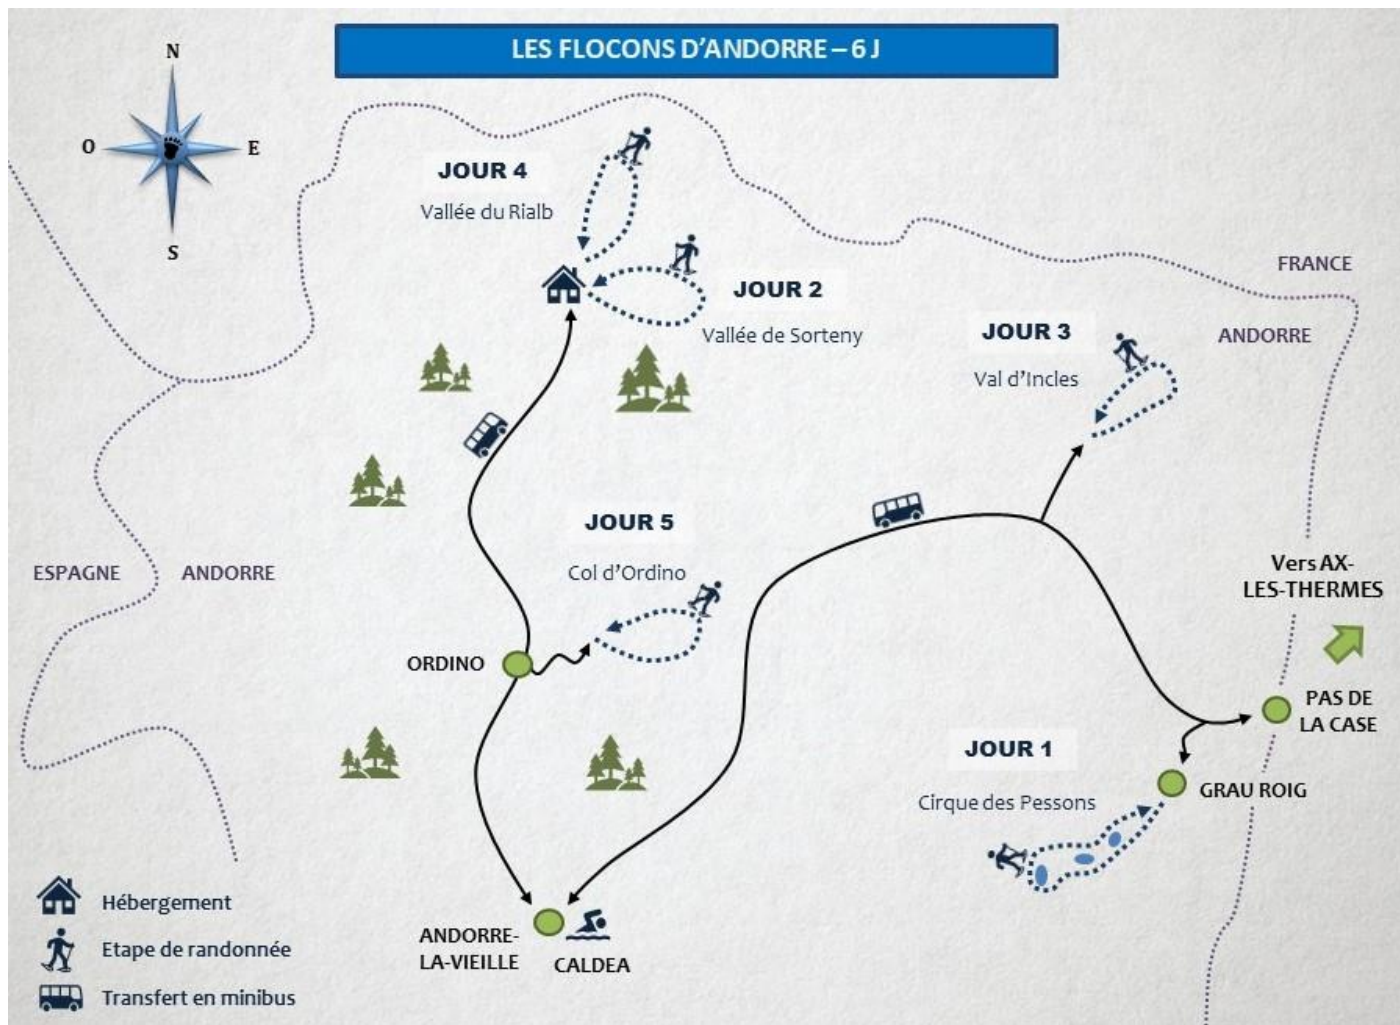 LES FLOCONS D'ANDORRE – 6 J
N
O
E
S
JOUR 4
Vallée du Rialb
JOUR 2
Vallée de Sorteny
FRANCE
ANDORRE
JOUR 3
Val d'Incles
JOUR 5
Col d'Ordino
ESPAGNE
ANDORRE
Vers AX-
LES-THERMES
ORDINO
PAS DE
LA CASE
JOUR 1
Cirque des Pessons
GRAU ROIG
ANDORRE-
LA-VIEILLE
CALDEA
Hébergement
Etape de randonnée
Transfert en minibus